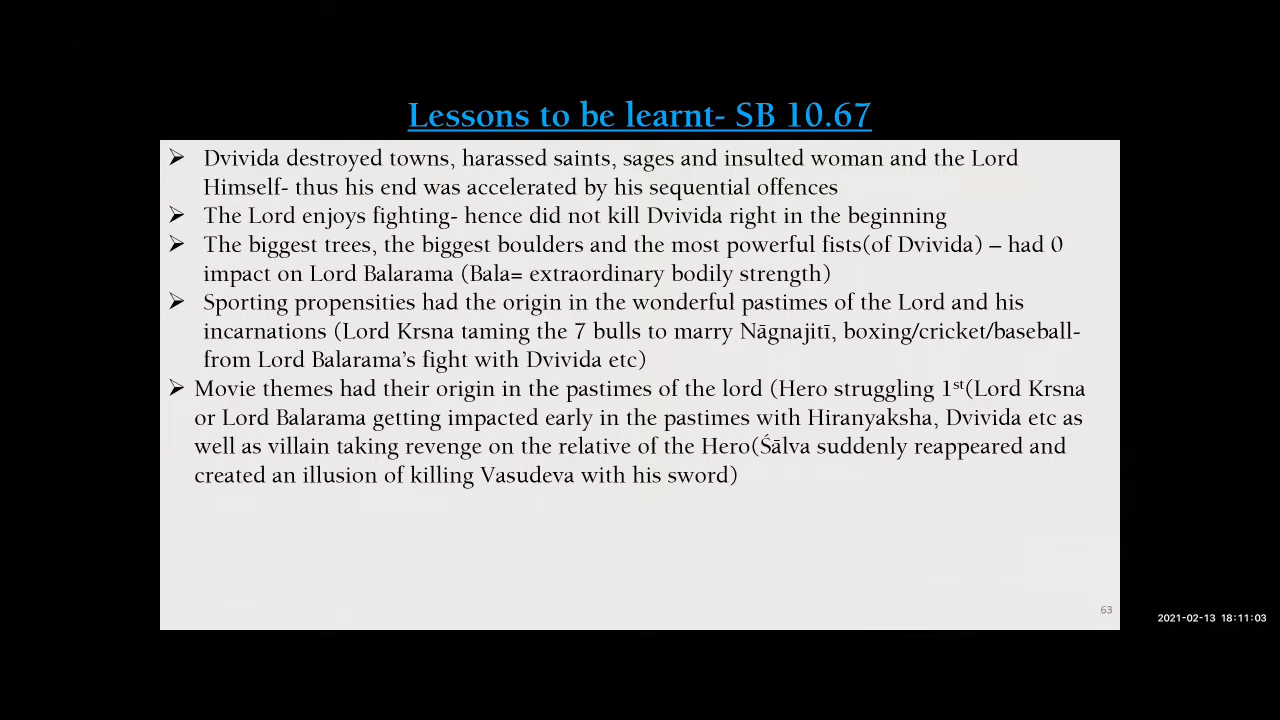 Lessons to be learnt- SB 10.67
➢ Dvivida destroyed towns, harassed saints, sages and insulted woman and the Lord
Himself- thus his end was accelerated by his sequential offences
➢ The Lord enjoys fighting- hence did not kill Dvivida right in the beginning
➢ The biggest trees, the biggest boulders and the most powerful fists(of Dvivida) – had 0
impact on Lord Balarama (Bala= extraordinary bodily strength)
➢ Sporting propensities had the origin in the wonderful pastimes of the Lord and his
incarnations (Lord Krsna taming the 7 bulls to marry Nāgnajitī, boxing/cricket/baseball-
from Lord Balarama’s fight with Dvivida etc)
➢ Movie themes had their origin in the pastimes of the lord (Hero struggling 1st(Lord Krsna
or Lord Balarama getting impacted early in the pastimes with Hiranyaksha, Dvivida etc as
well as villain taking revenge on the relative of the Hero(Śālva suddenly reappeared and
created an illusion of killing Vasudeva with his sword)
63
2021-02-13 18:11:03